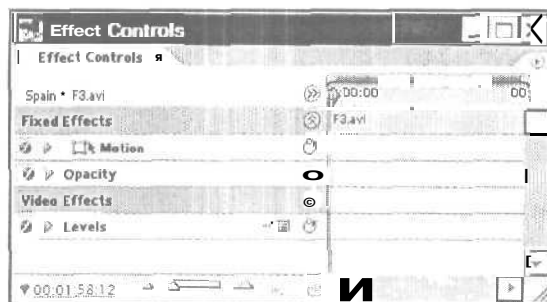 Effect Controls
Effect Controls я
Spain * F3.avi
00:00 00
Fixed Effects
F3.avi
Motion
Opacity
Video Effects
Levels
00:01:58:12